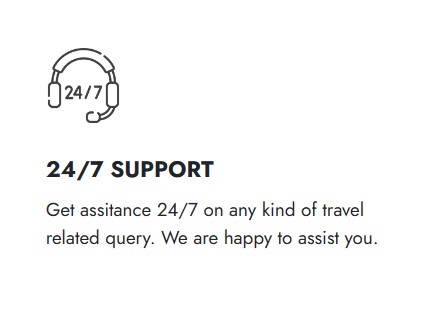 24/7
24/7 SUPPORT
Get assitance 24/7 on any kind of travel
related query. We are happy to assist you.